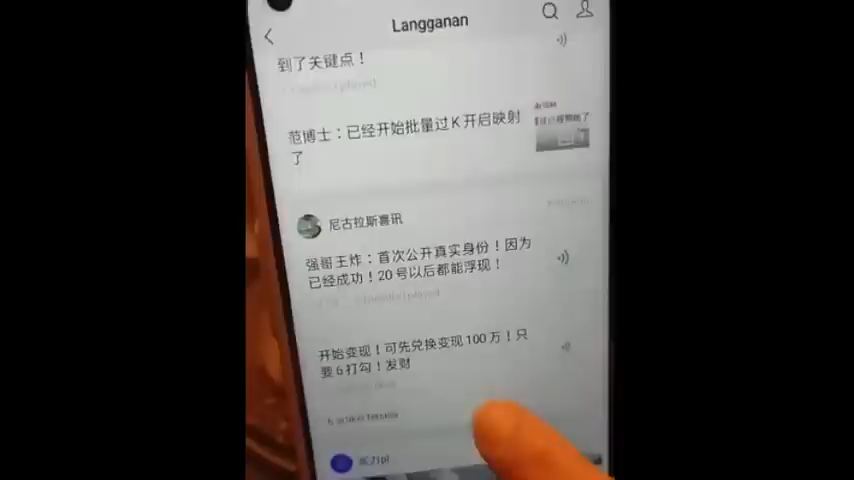 Langganan
到了关键点！
范博士：已经开始批量过K开启映射
了
尼古拉斯喜讯
强哥王炸：首次公开真实身份！因为
已经成功！20号以后都能浮现！
开始变现！可先兑换变现100万！只
要6打勾！发财